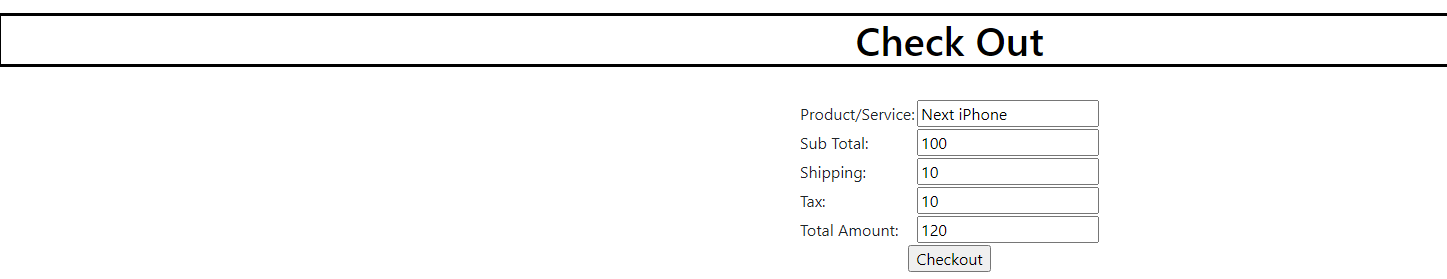 Check Out
Product/Service: Next iPhone
Sub Total: 100
Shipping: 10
Tax: 10
Total Amount: 120
Checkout